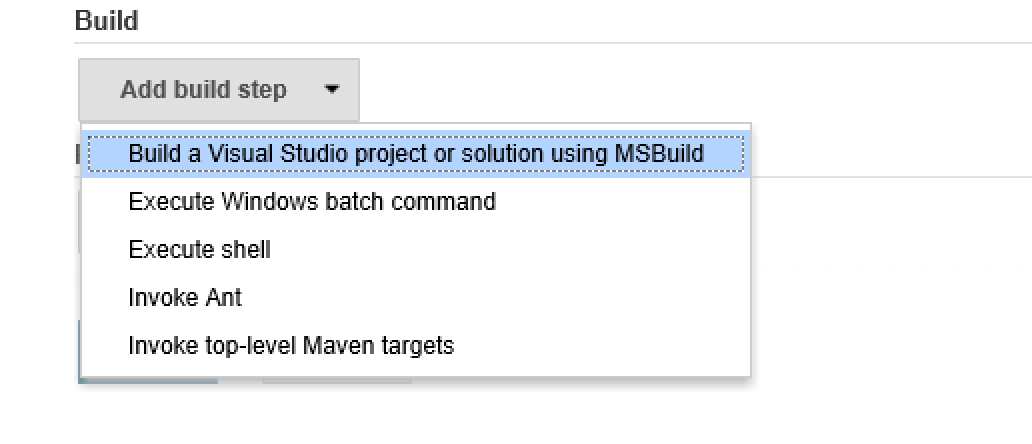 Build
Add build step
Build a Visual Studio project or solution using MSBuild
Execute Windows batch command
Execute shell
Invoke Ant
Invoke top-level Maven targets